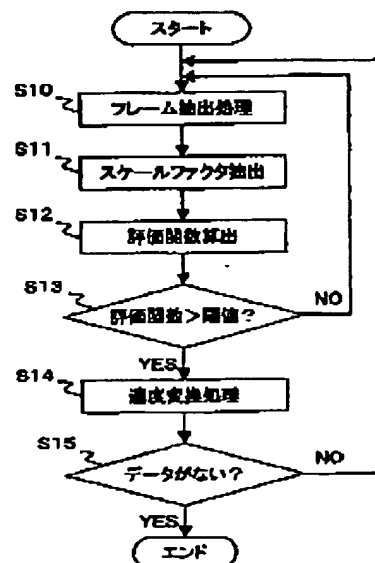 スタート
S10
フレーム抽出処理
S11
スケールファクタ抽出
S12
評価関数算出
S13
評価関数>閾値?
NO
YES
S14
速度変換処理
S15
データがない?
NO
YES
エンド